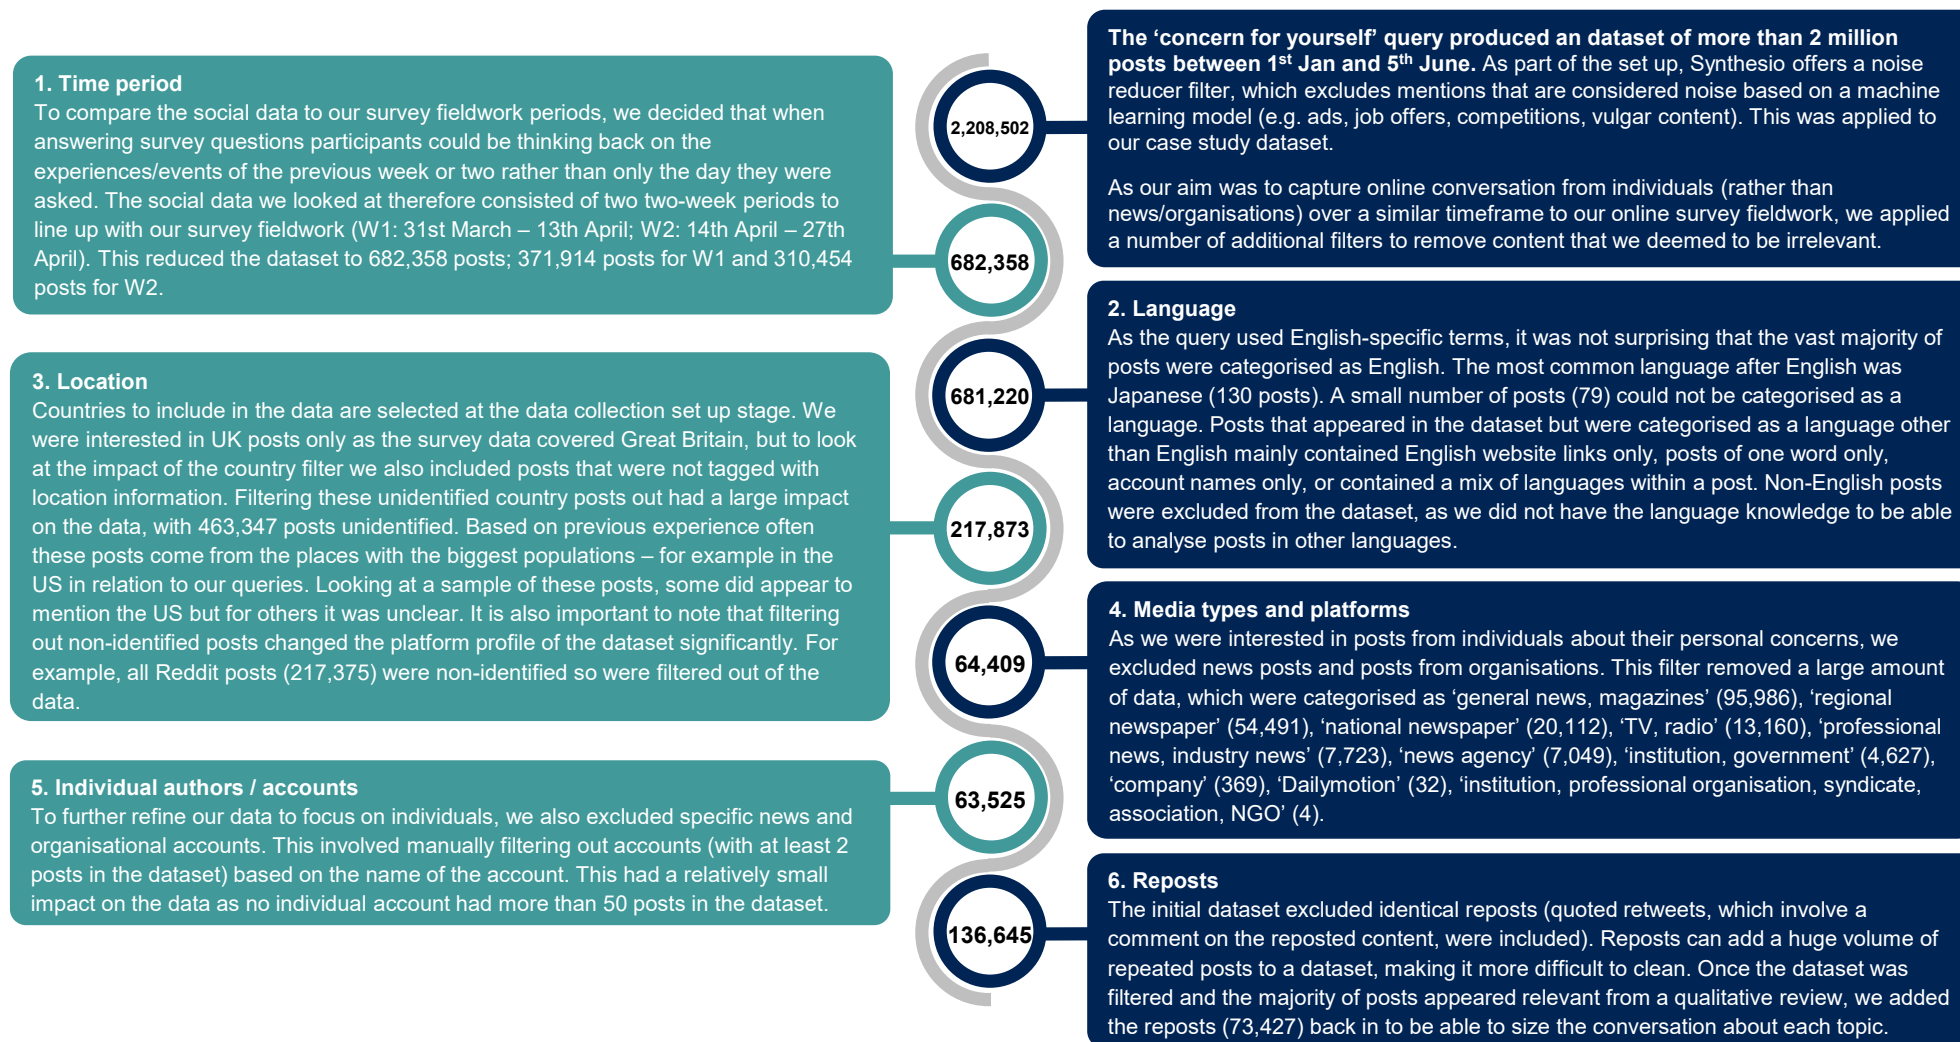 The ‘concern for yourself’ query produced an dataset of more than 2 million
posts between 1st Jan and 5th June. As part of the set up, Synthesio offers a noise
reducer filter, which excludes mentions that are considered noise based on a machine
learning model (e.g. ads, job offers, competitions, vulgar content). This was applied to
our case study dataset.
As our aim was to capture online conversation from individuals (rather than
news/organisations) over a similar timeframe to our online survey fieldwork, we applied
a number of additional filters to remove content that we deemed to be irrelevant.
2,208,502
1. Time period
To compare the social data to our survey fieldwork periods, we decided that when
answering survey questions participants could be thinking back on the
experiences/events of the previous week or two rather than only the day they were
asked. The social data we looked at therefore consisted of two two-week periods to
line up with our survey fieldwork (W1: 31st March – 13th April; W2: 14th April – 27th
April). This reduced the dataset to 682,358 posts; 371,914 posts for W1 and 310,454
posts for W2.
682,358
2. Language
As the query used English-specific terms, it was not surprising that the vast majority of
posts were categorised as English. The most common language after English was
Japanese (130 posts). A small number of posts (79) could not be categorised as a
language. Posts that appeared in the dataset but were categorised as a language other
than English mainly contained English website links only, posts of one word only,
account names only, or contained a mix of languages within a post. Non-English posts
were excluded from the dataset, as we did not have the language knowledge to be able
to analyse posts in other languages.
681,220
3. Location
Countries to include in the data are selected at the data collection set up stage. We
were interested in UK posts only as the survey data covered Great Britain, but to look
at the impact of the country filter we also included posts that were not tagged with
location information. Filtering these unidentified country posts out had a large impact
on the data, with 463,347 posts unidentified. Based on previous experience often
these posts come from the places with the biggest populations – for example in the
US in relation to our queries. Looking at a sample of these posts, some did appear to
mention the US but for others it was unclear. It is also important to note that filtering
out non-identified posts changed the platform profile of the dataset significantly. For
example, all Reddit posts (217,375) were non-identified so were filtered out of the
data.
217,873
4. Media types and platforms
As we were interested in posts from individuals about their personal concerns, we
excluded news posts and posts from organisations. This filter removed a large amount
of data, which were categorised as ‘general news, magazines’ (95,986), ‘regional
newspaper’ (54,491), ‘national newspaper’ (20,112), ‘TV, radio’ (13,160), ‘professional
news, industry news’ (7,723), ‘news agency’ (7,049), ‘institution, government’ (4,627),
‘company’ (369), ‘Dailymotion’ (32), ‘institution, professional organisation, syndicate,
association, NGO’ (4).
64,409
5. Individual authors / accounts
To further refine our data to focus on individuals, we also excluded specific news and
organisational accounts. This involved manually filtering out accounts (with at least 2
posts in the dataset) based on the name of the account. This had a relatively small
impact on the data as no individual account had more than 50 posts in the dataset.
63,525
6. Reposts
The initial dataset excluded identical reposts (quoted retweets, which involve a
comment on the reposted content, were included). Reposts can add a huge volume of
repeated posts to a dataset, making it more difficult to clean. Once the dataset was
filtered and the majority of posts appeared relevant from a qualitative review, we added
the reposts (73,427) back in to be able to size the conversation about each topic.
136,645